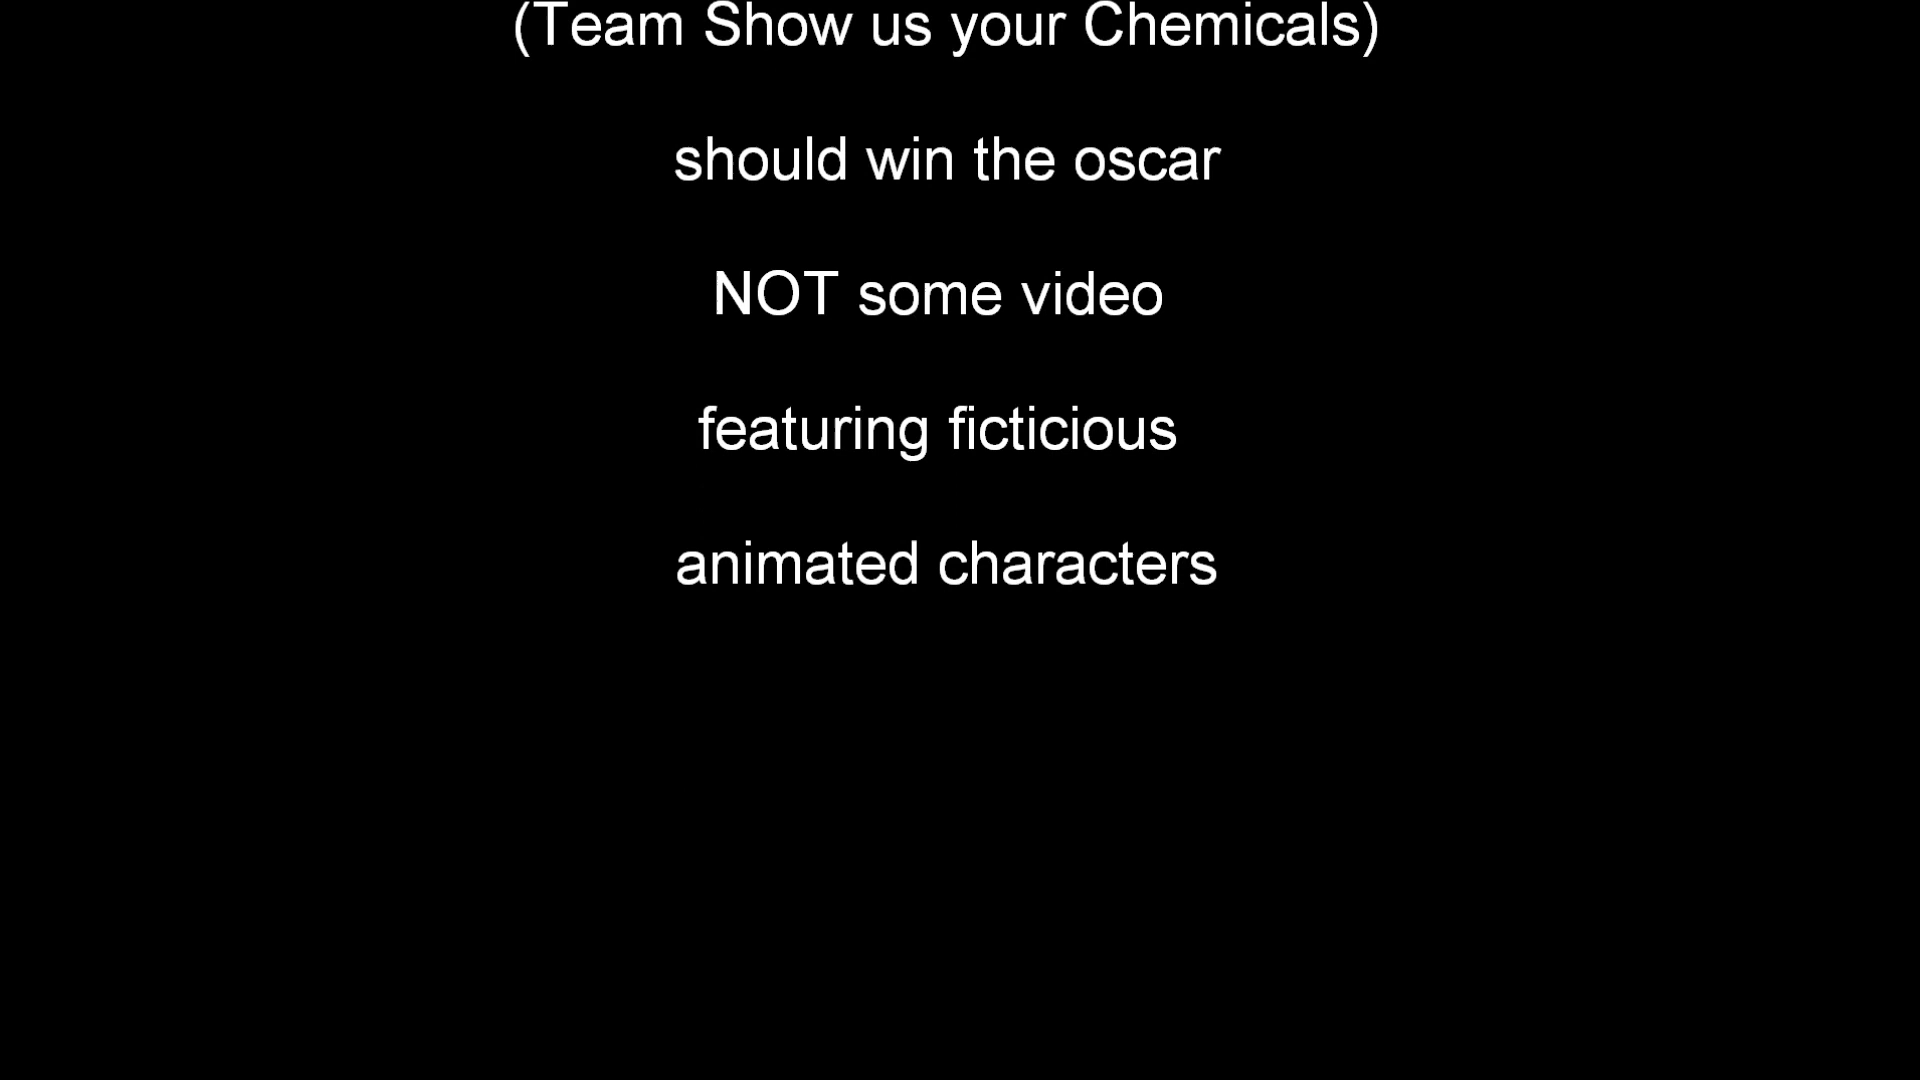 (Team Show us your Chemicals)
should win the oscar
NOT some video
featuring ficticious
animated characters